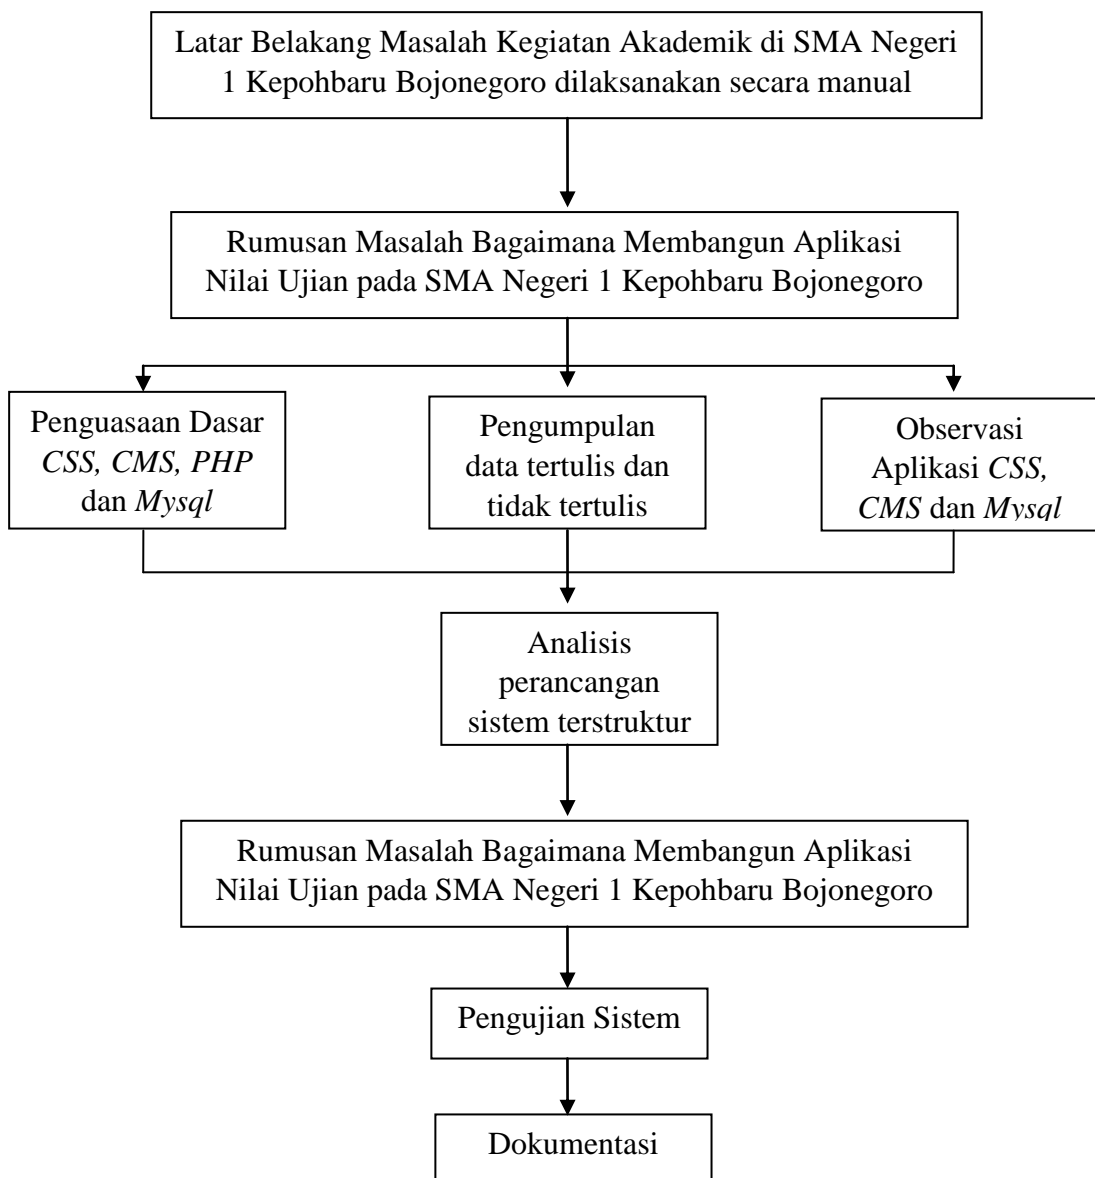 Latar Belakang Masalah Kegiatan Akademik di SMA Negeri
1 Kepohbaru Bojonegoro dilaksanakan secara manual
Rumusan Masalah Bagaimana Membangun Aplikasi
Nilai Ujian pada SMA Negeri 1 Kepohbaru Bojonegoro
Penguasaan Dasar
CSS, CMS, PHP
dan Mysql
Pengumpulan
data tertulis dan
tidak tertulis
Observasi
Aplikasi CSS,
CMS dan Mysql
Analisis
perancangan
sistem terstruktur
Rumusan Masalah Bagaimana Membangun Aplikasi
Nilai Ujian pada SMA Negeri 1 Kepohbaru Bojonegoro
Pengujian Sistem
Dokumentasi